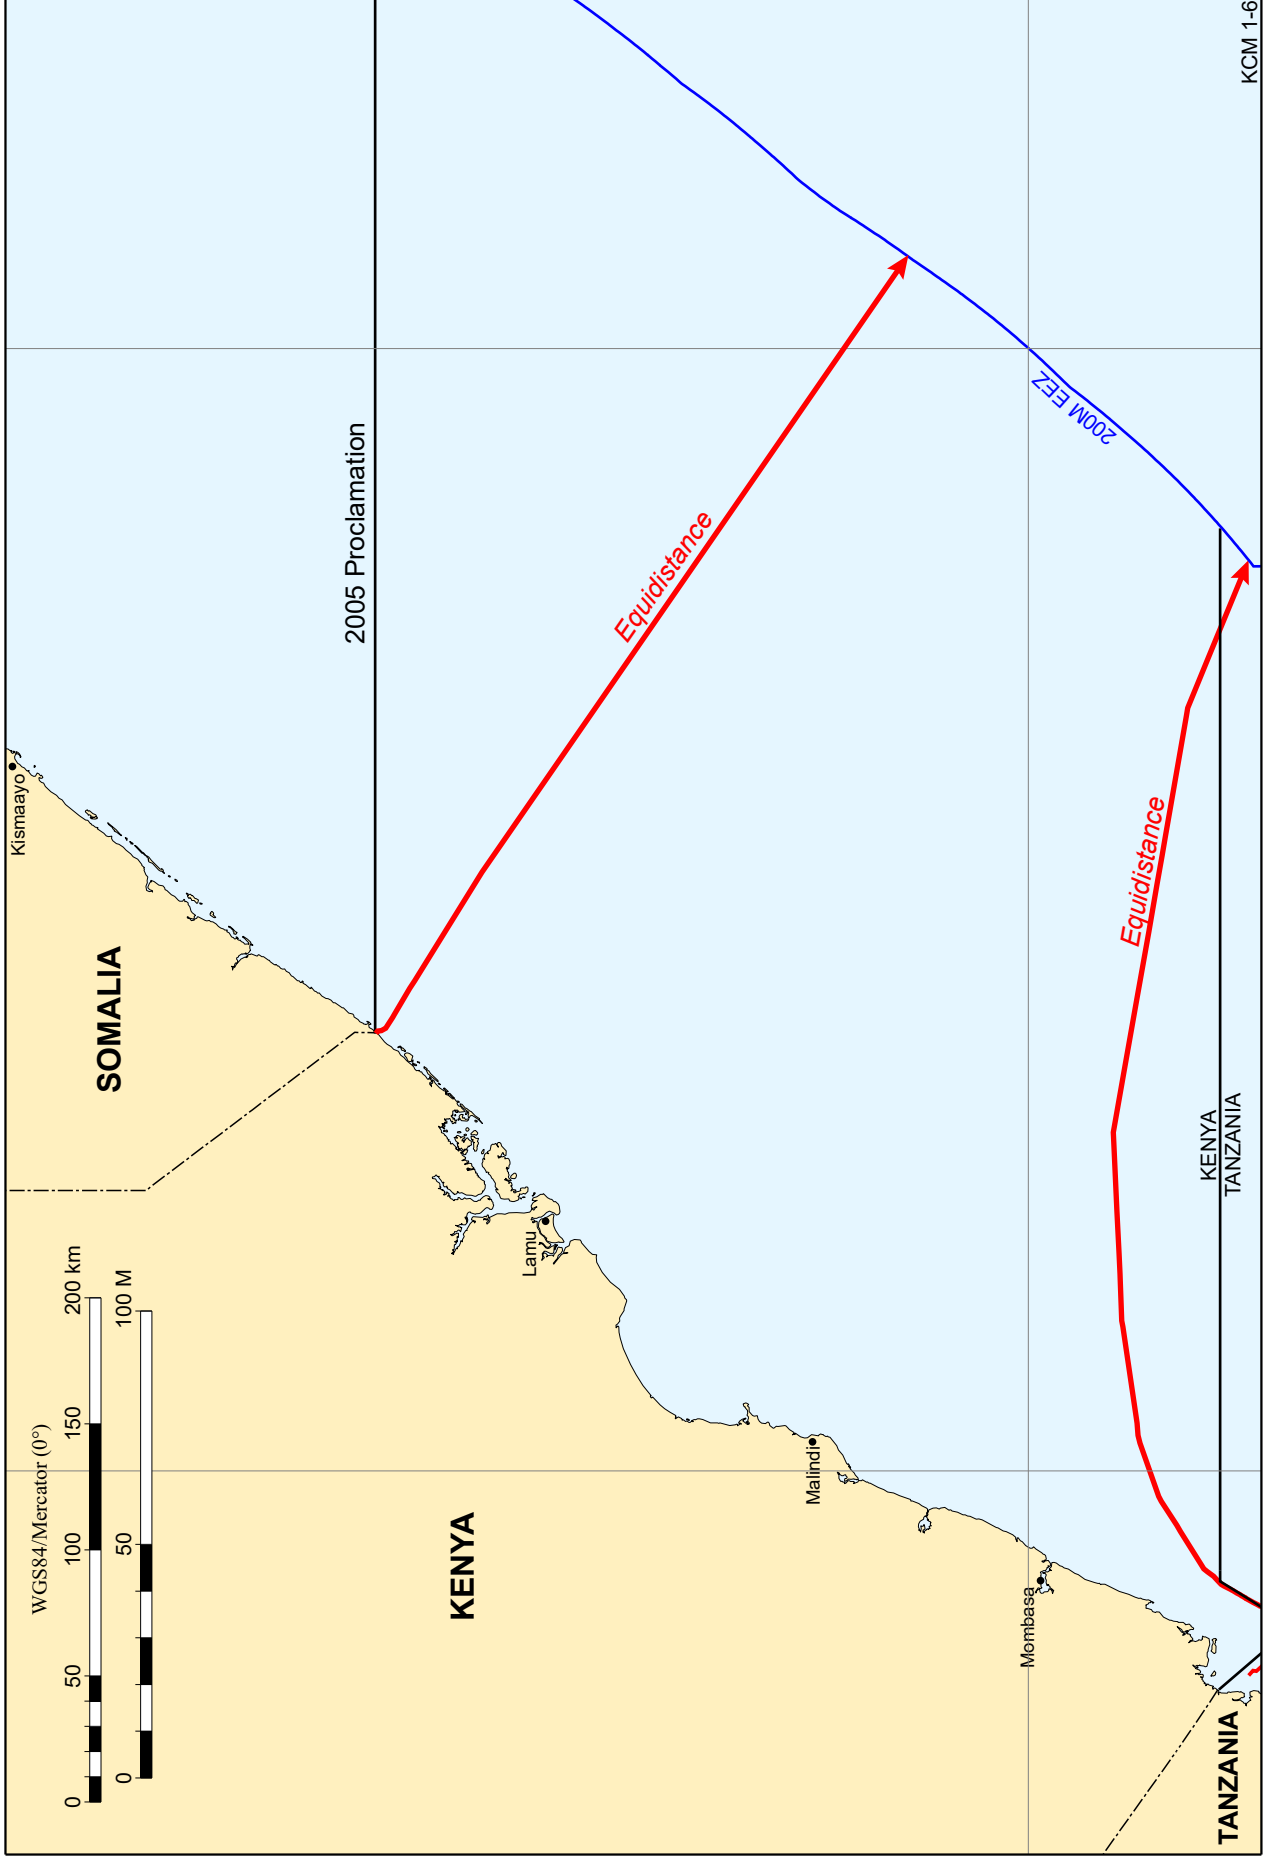 WGS84/Mercator (0°)
0
50
100
150
200 km
0
50
100 M
SOMALIA
Kismaayo
2005 Proclamation
Equidistance
200M EEZ
KENYA
Lamu
Malindi
Mombasa
Equidistance
KENYA
TANZANIA
TANZANIA
KCM 1-6